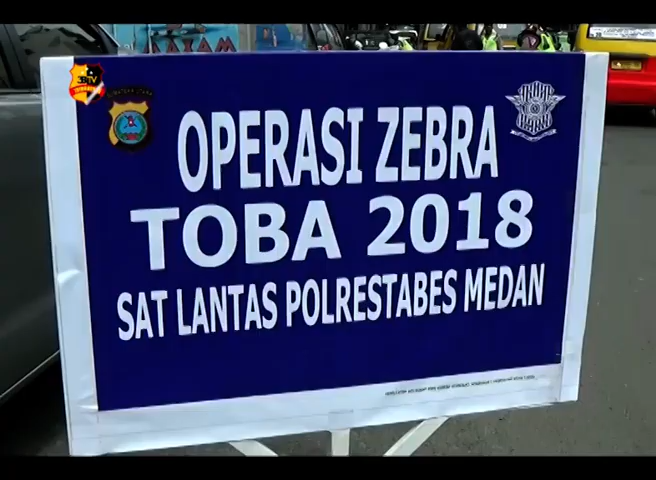 OPERASI ZEBRA
TOBA 2018
SAT LANTAS POLRESTABES MEDAN